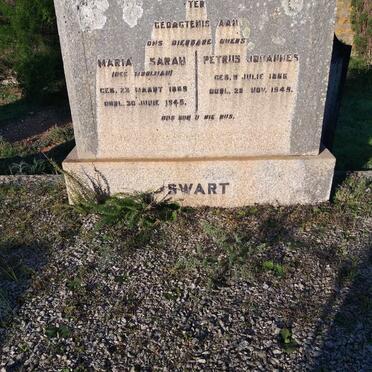 TER
GEDAGTENIS AAN
ONS DIERBARE OUERS
MARIA SARAH
PETRUS JOHANNES
GEB. 23 MAART 1869
OORL. 30 JUNIE 1945.
GEB. 9 JULIE 1866
OORL. 28 NOV. 1949.
SWART